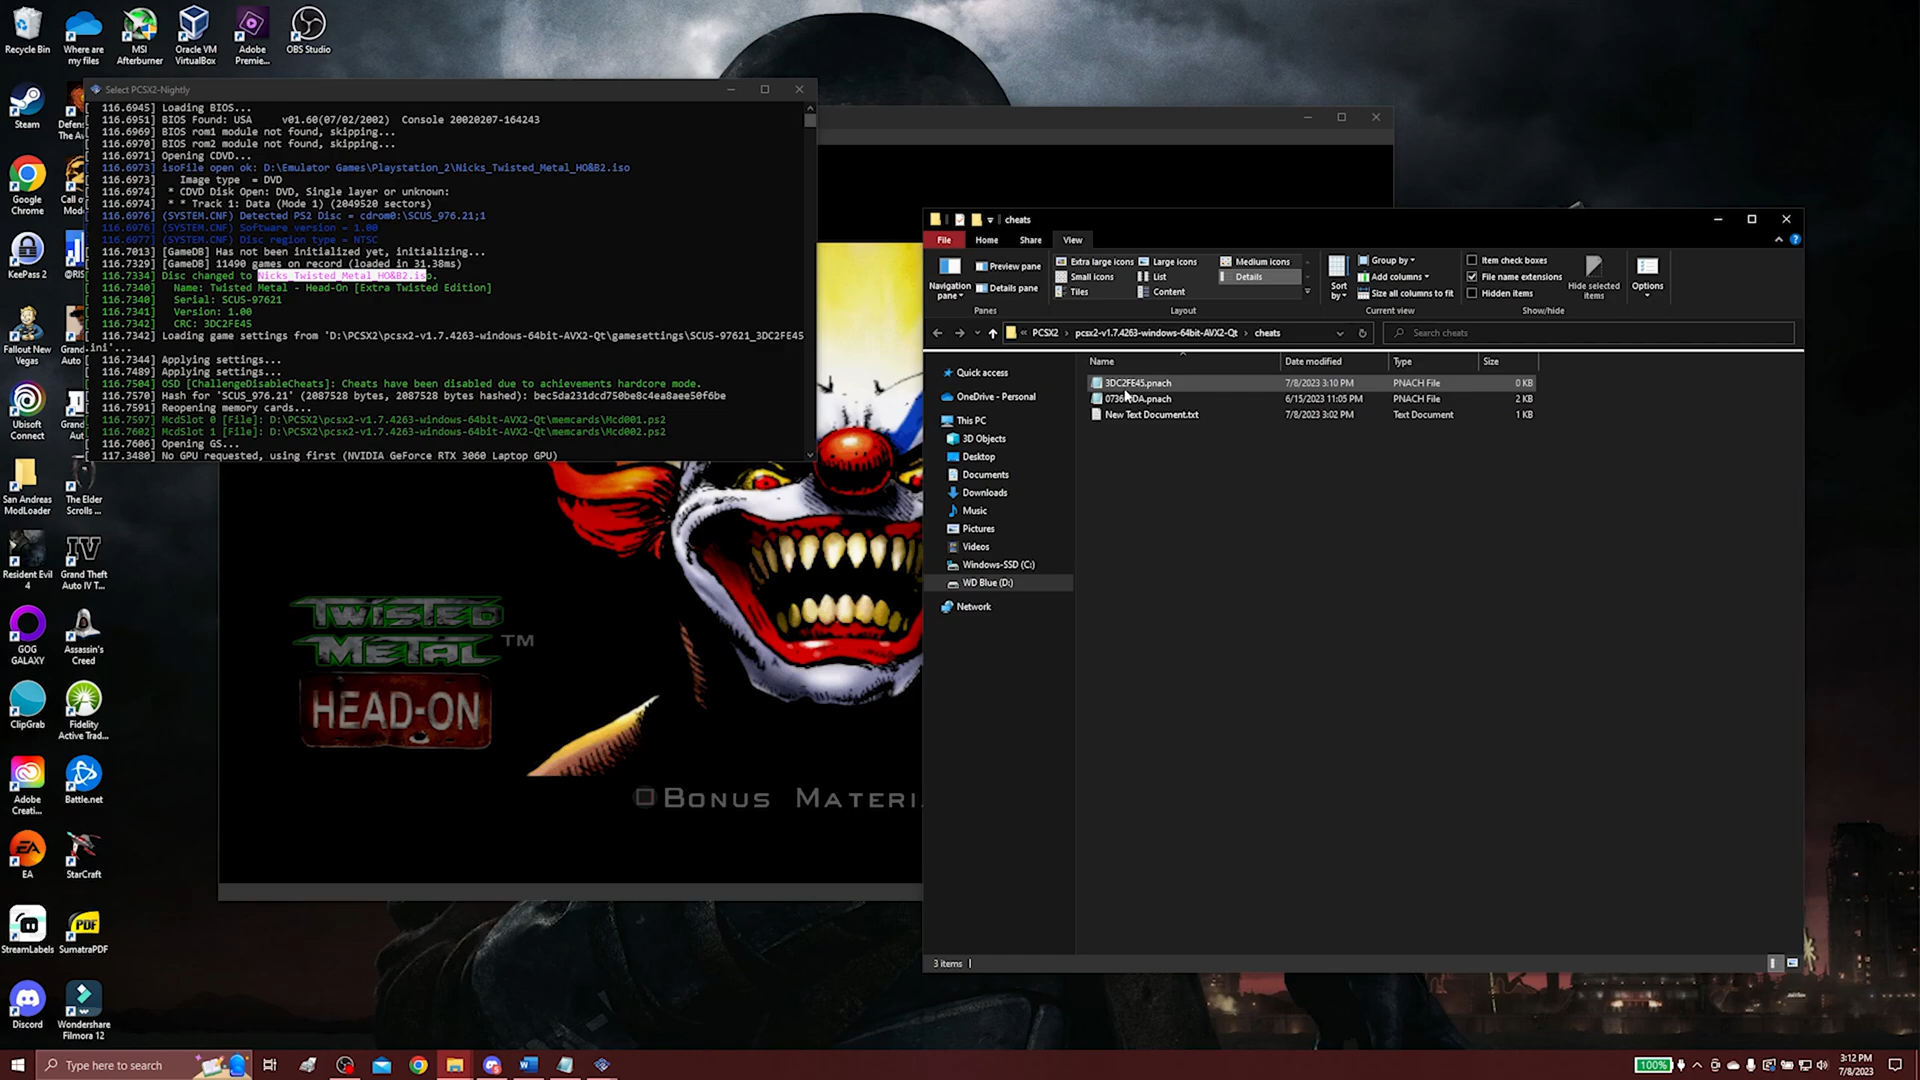 Recycle Bin
Where are my files
MSI Afterburner
Oracle VM VirtualBox
Adobe Premie...
OBS Studio
Steam
Defens
The Aw
Google Chrome
Call o
Mod
KeePass 2
@RIS
Fallout New Vegas
Grand
Auto
Ubisoft Connect
Grand
San Andreas ModLoader
The Elder Scrolls ...
Resident Evil 4
Grand Theft Auto IV T...
GOG GALAXY
Assassin's Creed
ClipGrab
Fidelity Active Trad...
Adobe Creati...
Battle.net
EA
StarCraft
StreamLabels
SumatraPDF
Discord
Wondershare Filmora 12
Select PCSX2-Nightly
[ 116.6945] Loading BIOS...
[ 116.6951] BIOS Found: USA v01.60(07/02/2002) Console 20020207-164243
[ 116.6969] BIOS rom1 module not found, skipping...
[ 116.6970] BIOS rom2 module not found, skipping...
[ 116.6971] Opening CDVD...
[ 116.6973] isoFile open ok: D:\Emulator Games\Playstation_2\Nicks_Twisted_Metal_HO&B2.iso
[ 116.6973] Image type = DVD
[ 116.6974] * CDVD Disk Open: DVD, Single layer or unknown:
[ 116.6974] * * Track 1: Data (Mode 1) (2049520 sectors)
[ 116.6976] (SYSTEM.CNF) Detected PS2 Disc = cdrom0:\SCUS_976.21;1
[ 116.6976] (SYSTEM.CNF) Software version = 1.00
[ 116.6977] (SYSTEM.CNF) Disc region type = NTSC
[ 116.7013] [GameDB] Has not been initialized yet, initializing...
[ 116.7329] [GameDB] 11490 games on record (loaded in 31.38ms)
[ 116.7334] Disc changed to Nicks_Twisted_Metal_HO&B2.iso.
[ 116.7340] Name: Twisted Metal - Head-On [Extra Twisted Edition]
[ 116.7340] Serial: SCUS-97621
[ 116.7341] Version: 1.00
[ 116.7342] CRC: 3DC2FE45
[ 116.7342] Loading game settings from 'D:\PCSX2\pcsx2-v1.7.4263-windows-64bit-AVX2-Qt\gamesettings\SCUS-97621_3DC2FE45
.ini'...
[ 116.7344] Applying settings...
[ 116.7489] Applying settings...
[ 116.7504] OSD [ChallengeDisableCheats]: Cheats have been disabled due to achievements hardcore mode.
[ 116.7570] Hash for 'SCUS_976.21' (2087528 bytes, 2087528 bytes hashed): bec5da231dcd750be8c4ea8aee50f6be
[ 116.7591] Reopening memory cards...
[ 116.7597] McdSlot 0 [File]: D:\PCSX2\pcsx2-v1.7.4263-windows-64bit-AVX2-Qt\memcards\Mcd001.ps2
[ 116.7602] McdSlot 1 [File]: D:\PCSX2\pcsx2-v1.7.4263-windows-64bit-AVX2-Qt\memcards\Mcd002.ps2
[ 116.7606] Opening GS...
[ 117.3480] No GPU requested, using first (NVIDIA GeForce RTX 3060 Laptop GPU)
TWISTED
METAL™
HEAD-ON
BONUS MATERI
cheats
File Home Share View
Navigation pane
Preview pane
Details pane
Panes
Extra large icons Large icons Medium icons
Small icons List Details
Tiles Content
Layout
Sort by
Group by
Add columns
Size all columns to fit
Current view
Item check boxes
File name extensions
Hidden items
Hide selected items
Show/hide
Options
« PCSX2 › pcsx2-v1.7.4263-windows-64bit-AVX2-Qt › cheats
Search cheats
Name Date modified Type Size
3DC2FE45.pnach 7/8/2023 3:10 PM PNACH File 0 KB
6/15/2023 11:05 PM PNACH File 2 KB
New Text Document.txt 7/8/2023 3:02 PM Text Document 1 KB
Quick access
OneDrive - Personal
This PC
3D Objects
Desktop
Documents
Downloads
Music
Pictures
Videos
Windows-SSD (C:)
WD Blue (D:)
Network
3 items
Type here to search
100%
3:12 PM
7/8/2023